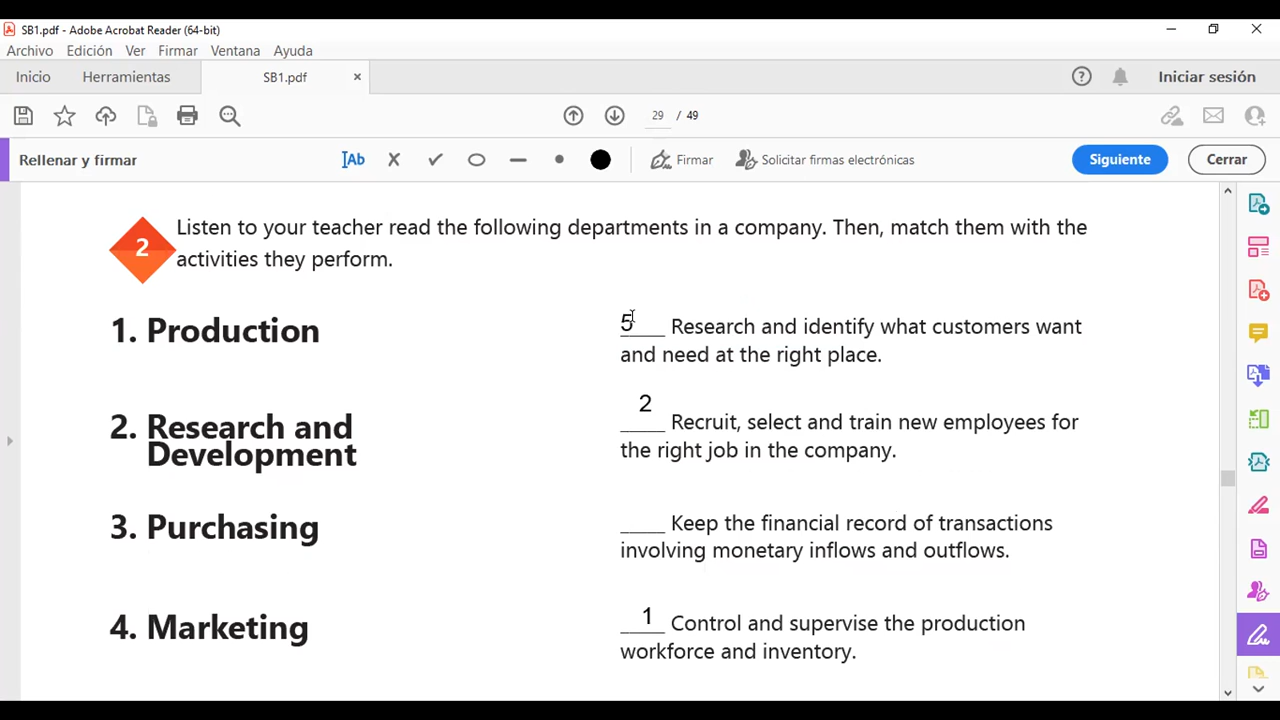 SB1.pdf - Adobe Acrobat Reader (64-bit)
Archivo Edición Ver Firmar Ventana Ayuda
Inicio Herramientas SB1.pdf × Iniciar sesión
29 / 49
Rellenar y firmar Ab Firmar Solicitar firmas electrónicas Siguiente Cerrar
2 Listen to your teacher read the following departments in a company. Then, match them with the
activities they perform.
1. Production
5 Research and identify what customers want
and need at the right place.
2. Research and
Development
2 Recruit, select and train new employees for
the right job in the company.
3. Purchasing
____ Keep the financial record of transactions
involving monetary inflows and outflows.
4. Marketing
1 Control and supervise the production
workforce and inventory.